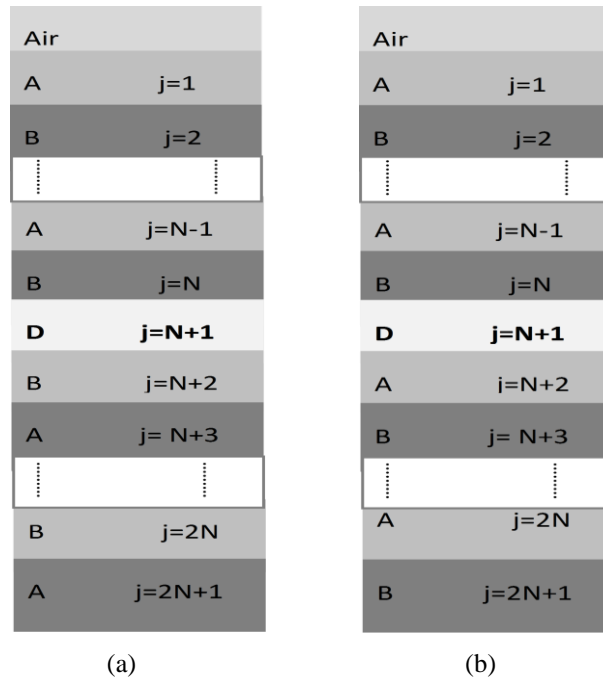 Air
A j=1
B j=2
A j=N-1
B j=N
D j=N+1
B j=N+2
A j= N+3
B j=2N
A j=2N+1
(a)
Air
A j=1
B j=2
A j=N-1
B j=N
D j=N+1
A j=N+2
B j= N+3
A j=2N
B j=2N+1
(b)